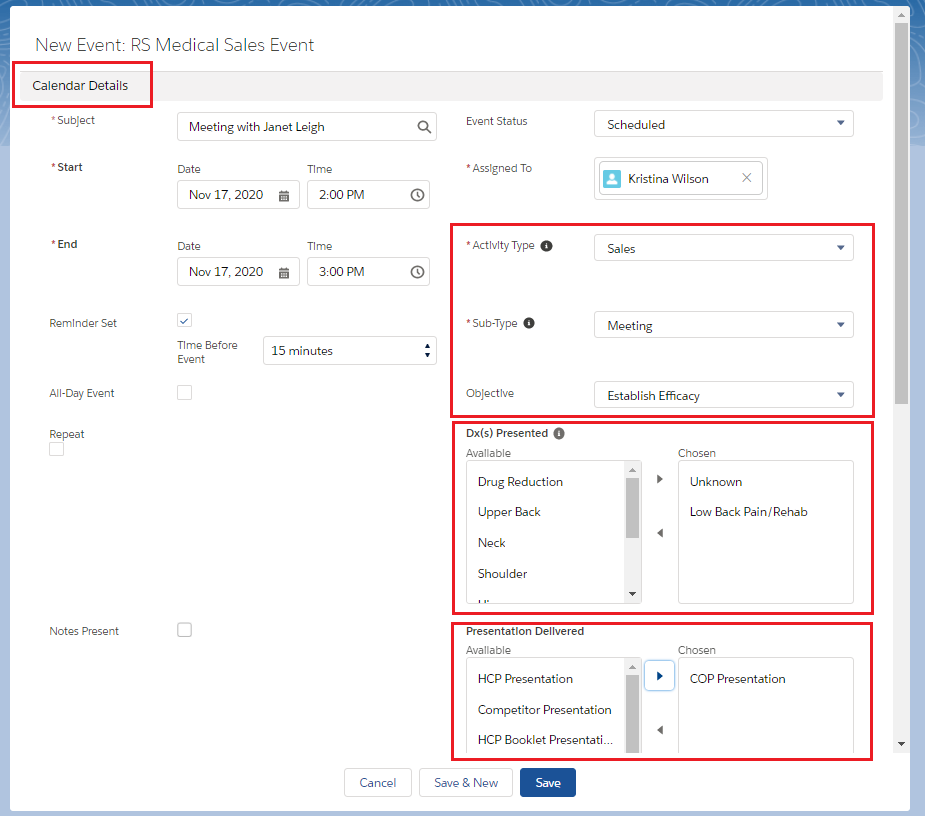 New Event: RS Medical Sales Event
Calendar Details
*Subject
Meeting with Janet Leigh
Event Status
Scheduled
*Start
Date
Time
Nov 17, 2020
2:00 PM
*Assigned To
Kristina Wilson
*End
Date
Time
Nov 17, 2020
3:00 PM
*Activity Type
Sales
Reminder Set
Time Before
Event
15 minutes
*Sub-Type
Meeting
All-Day Event
Objective
Establish Efficacy
Repeat
Dx(s) Presented
Available
Chosen
Drug Reduction
Upper Back
Neck
Shoulder
Unknown
Low Back Pain/Rehab
Notes Present
Presentation Delivered
Available
Chosen
HCP Presentation
Competitor Presentation
HCP Booklet Presentati...
COP Presentation
Cancel
Save & New
Save